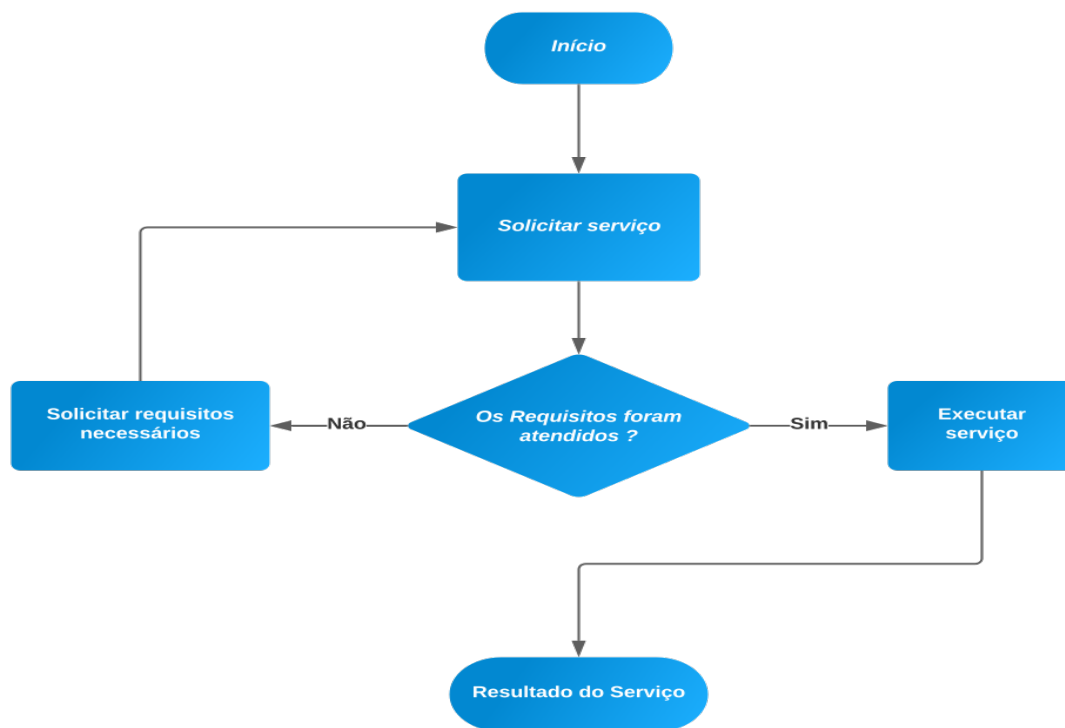 Início
Solicitar serviço
Solicitar requisitos
necessários
Não
Os Requisitos foram
atendidos ?
Sim
Executar
serviço
Resultado do Serviço